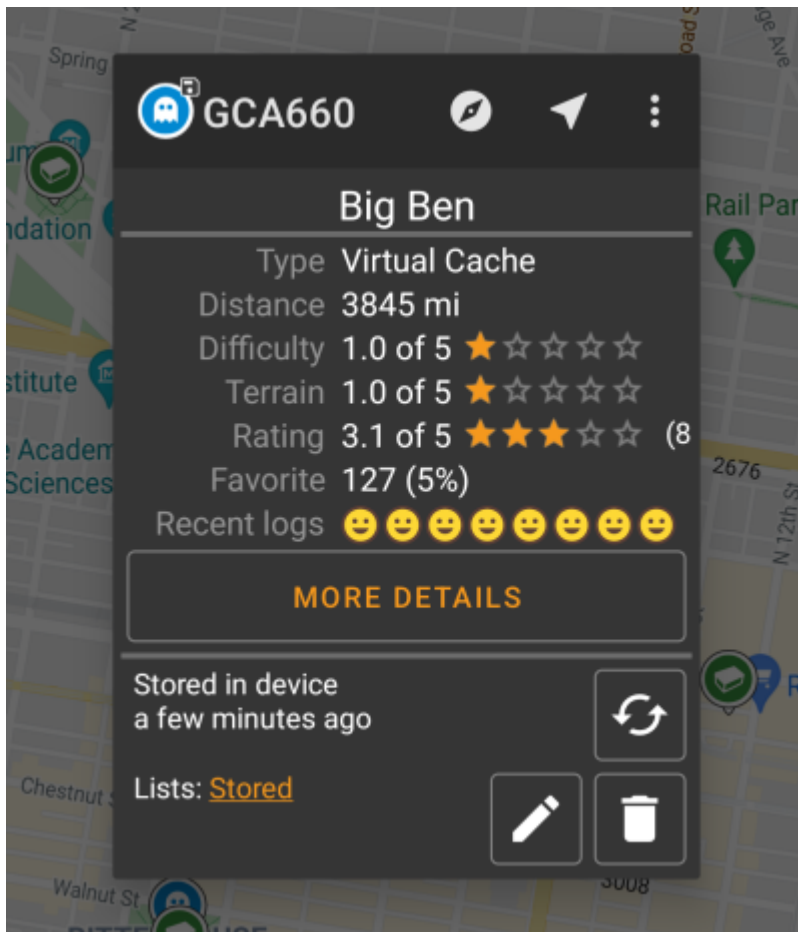 Spring
GCA660
Big Ben
Type Virtual Cache
Distance 3845 mi
Difficulty 1.0 of 5
Terrain 1.0 of 5
Rating 3.1 of 5 (8
Favorite 127 (5%)
Recent logs
MORE DETAILS
Stored in device
a few minutes ago
Lists: Stored
Rail Par
ndation
stitute
Academ
Sciences
2676
N 12th St
Chestnut
Walnut St
3008